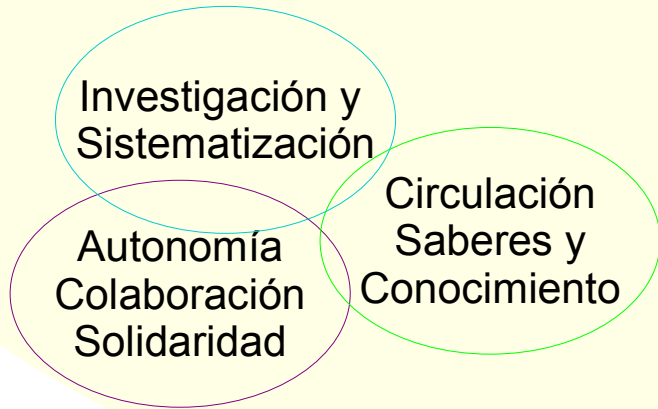 Investigación y
Sistematización
Circulación
Saberes y
Conocimiento
Autonomía
Colaboración
Solidaridad